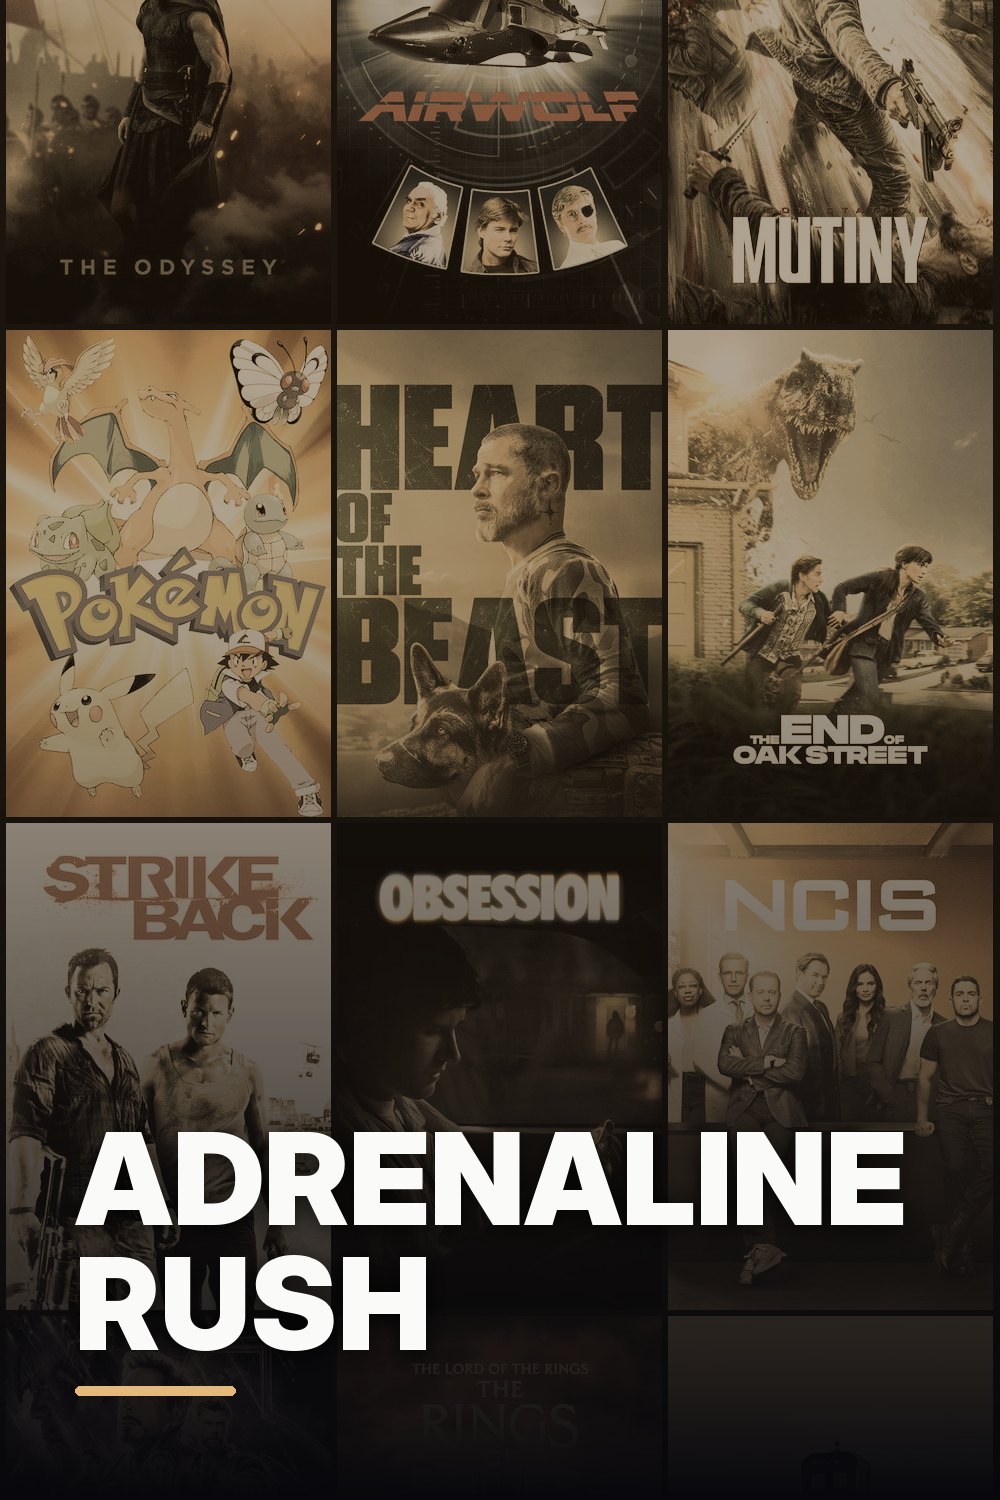 THE ODYSSEY
AIRWOLF
MUTINY
POKéMON
HEART
OF
THE
BEAST
THE END OF
OAK STREET
STRIKE
BACK
OBSESSION
NCIS
ADRENALINE
RUSH
THE LORD OF THE RINGS
THE
RINGS